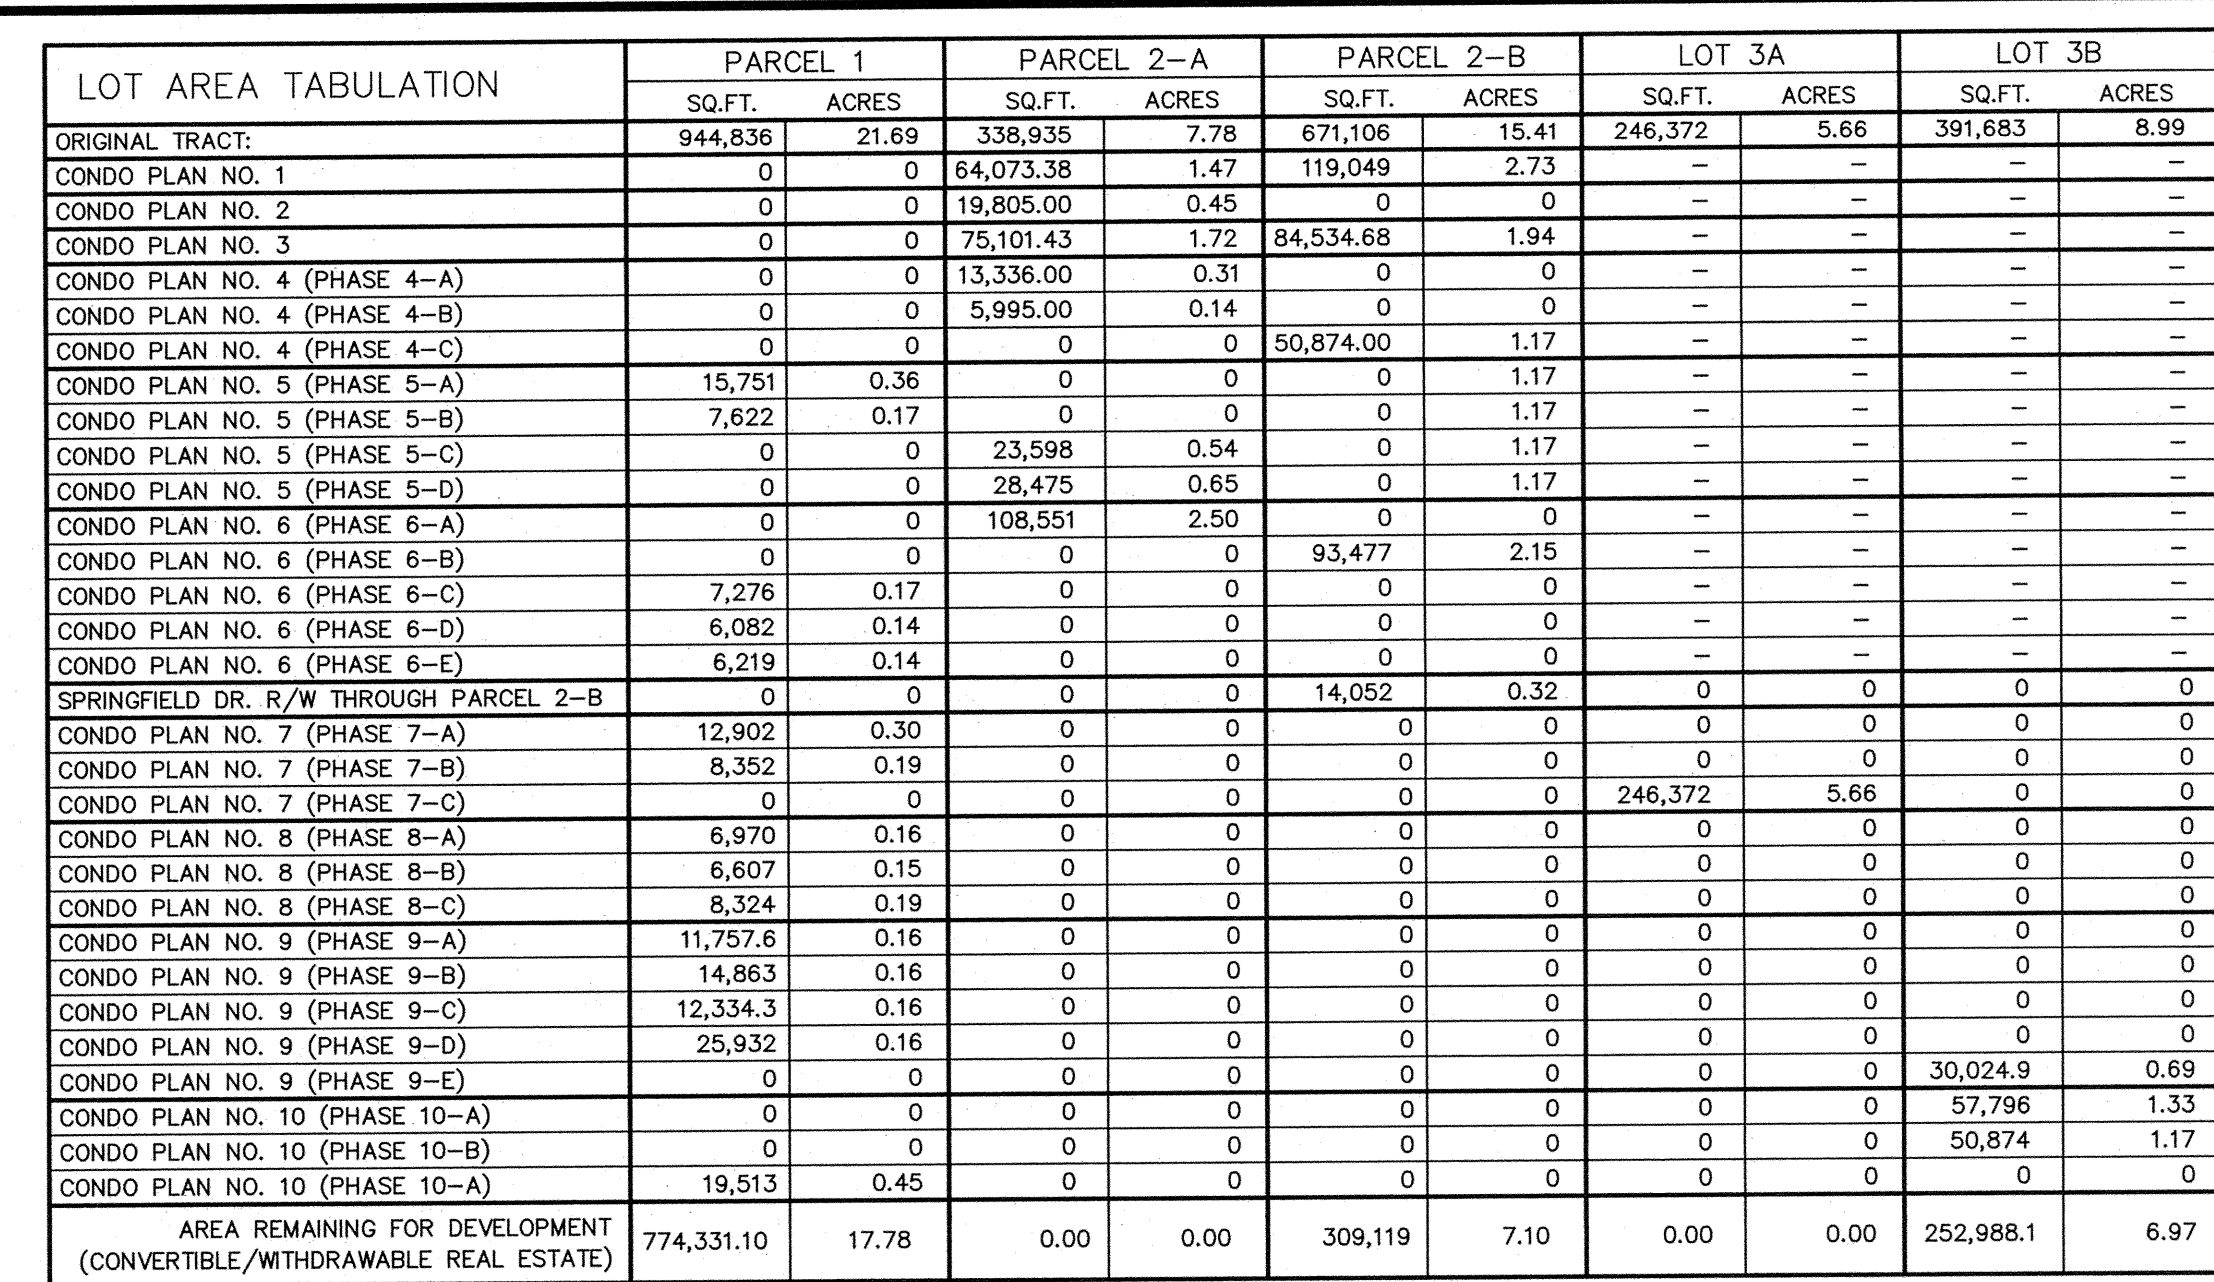 LOT AREA TABULATION PARCEL 1 PARCEL 2-A PARCEL 2-B LOT 3A LOT 3B
SQ.FT. ACRES SQ.FT. ACRES SQ.FT. ACRES SQ.FT. ACRES SQ.FT. ACRES
ORIGINAL TRACT: 944,836 21.69 338,935 7.78 671,106 15.41 246,372 5.66 391,683 8.99
CONDO PLAN NO. 1 0 0 64,073.38 1.47 119,049 2.73 - - - -
CONDO PLAN NO. 2 0 0 19,805.00 0.45 0 0 - - - -
CONDO PLAN NO. 3 0 0 75,101.43 1.72 84,534.68 1.94 - - - -
CONDO PLAN NO. 4 (PHASE 4-A) 0 0 13,336.00 0.31 0 0 - - - -
CONDO PLAN NO. 4 (PHASE 4-B) 0 0 5,995.00 0.14 0 0 - - - -
CONDO PLAN NO. 4 (PHASE 4-C) 0 0 0 0 50,874.00 1.17 - - - -
CONDO PLAN NO. 5 (PHASE 5-A) 15,751 0.36 0 0 0 1.17 - - - -
CONDO PLAN NO. 5 (PHASE 5-B) 7,622 0.17 0 0 0 1.17 - - - -
CONDO PLAN NO. 5 (PHASE 5-C) 0 0 23,598 0.54 0 1.17 - - - -
CONDO PLAN NO. 5 (PHASE 5-D) 0 0 28,475 0.65 0 1.17 - - - -
CONDO PLAN NO. 6 (PHASE 6-A) 0 0 108,551 2.50 0 0 - - - -
CONDO PLAN NO. 6 (PHASE 6-B) 0 0 0 0 93,477 2.15 - - - -
CONDO PLAN NO. 6 (PHASE 6-C) 7,276 0.17 0 0 0 0 - - - -
CONDO PLAN NO. 6 (PHASE 6-D) 6,082 0.14 0 0 0 0 - - - -
CONDO PLAN NO. 6 (PHASE 6-E) 6,219 0.14 0 0 0 0 - - - -
SPRINGFIELD DR. R/W THROUGH PARCEL 2-B 0 0 0 0 14,052 0.32 0 0 0 0
CONDO PLAN NO. 7 (PHASE 7-A) 12,902 0.30 0 0 0 0 0 0 0 0
CONDO PLAN NO. 7 (PHASE 7-B) 8,352 0.19 0 0 0 0 0 0 0 0
CONDO PLAN NO. 7 (PHASE 7-C) 0 0 0 0 0 0 246,372 5.66 0 0
CONDO PLAN NO. 8 (PHASE 8-A) 6,970 0.16 0 0 0 0 0 0 0 0
CONDO PLAN NO. 8 (PHASE 8-B) 6,607 0.15 0 0 0 0 0 0 0 0
CONDO PLAN NO. 8 (PHASE 8-C) 8,324 0.19 0 0 0 0 0 0 0 0
CONDO PLAN NO. 9 (PHASE 9-A) 11,757.6 0.16 0 0 0 0 0 0 0 0
CONDO PLAN NO. 9 (PHASE 9-B) 14,863 0.16 0 0 0 0 0 0 0 0
CONDO PLAN NO. 9 (PHASE 9-C) 12,334.3 0.16 0 0 0 0 0 0 0 0
CONDO PLAN NO. 9 (PHASE 9-D) 25,932 0.16 0 0 0 0 0 0 0 0
CONDO PLAN NO. 9 (PHASE 9-E) 0 0 0 0 0 0 0 0 30,024.9 0.69
CONDO PLAN NO. 10 (PHASE 10-A) 0 0 0 0 0 0 0 0 57,796 1.33
CONDO PLAN NO. 10 (PHASE 10-B) 0 0 0 0 0 0 0 0 50,874 1.17
CONDO PLAN NO. 10 (PHASE 10-A) 19,513 0.45 0 0 0 0 0 0 0 0
AREA REMAINING FOR DEVELOPMENT
(CONVERTIBLE/WITHDRAWABLE REAL ESTATE) 774,331.10 17.78 0.00 0.00 309,119 7.10 0.00 0.00 252,988.1 6.97